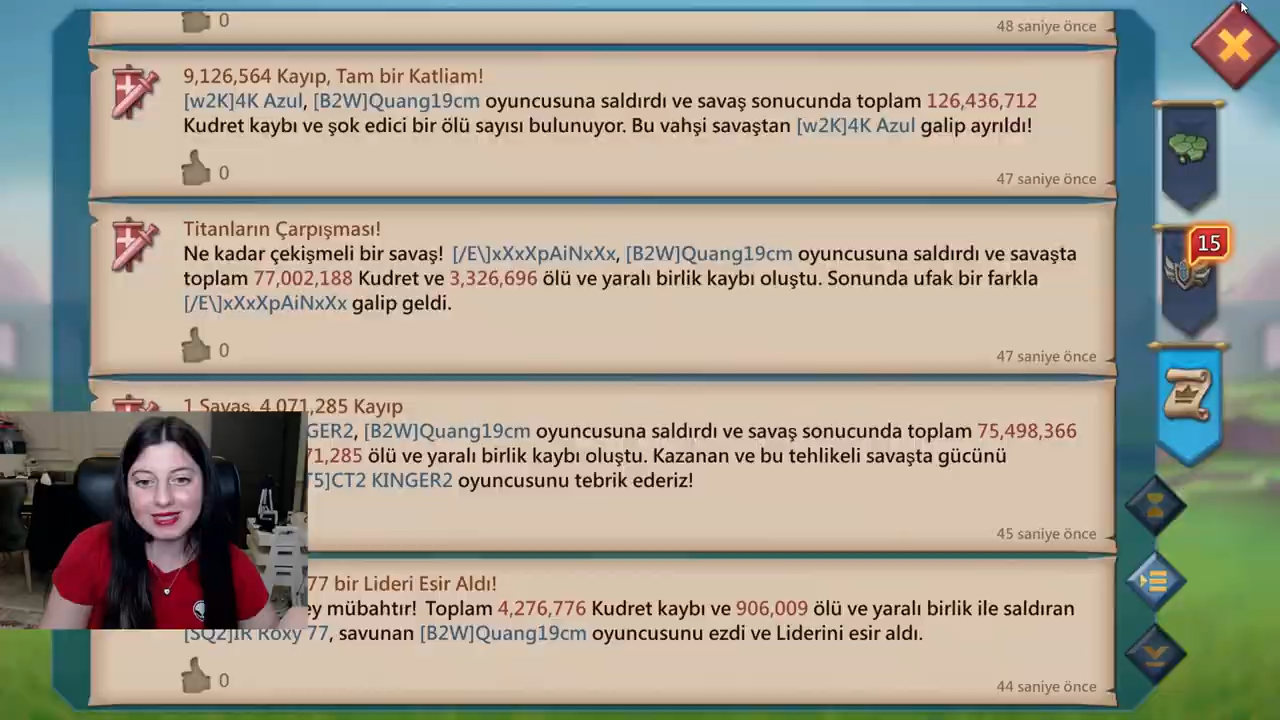 0
48 saniye önce
9,126,564 Kayıp, Tam bir Katliam!
[w2K]4K Azul, [B2W]Quang19cm oyuncusuna saldırdı ve savaş sonucunda toplam 126,436,712
Kudret kaybı ve şok edici bir ölü sayısı bulunuyor. Bu vahşi savaştan [w2K]4K Azul galip ayrıldı!
0
47 saniye önce
Titanların Çarpışması!
Ne kadar çekişmeli bir savaş! [/E\]xXxXpAiNxXx, [B2W]Quang19cm oyuncusuna saldırdı ve savaşta
toplam 77,002,188 Kudret ve 3,326,696 ölü ve yaralı birlik kaybı oluştu. Sonunda ufak bir farkla
[/E\]xXxXpAiNxXx galip geldi.
0
47 saniye önce
15
1 Savaş, 4,071,285 Kayıp
GER2, [B2W]Quang19cm oyuncusuna saldırdı ve savaş sonucunda toplam 75,498,366
71,285 ölü ve yaralı birlik kaybı oluştu. Kazanan ve bu tehlikeli savaşta gücünü
T5]CT2 KINGER2 oyuncusunu tebrik ederiz!
45 saniye önce
77 bir Lideri Esir Aldı!
ey mübahtır! Toplam 4,276,776 Kudret kaybı ve 906,009 ölü ve yaralı birlik ile saldıran
[SQ2]IR Roxy 77, savunan [B2W]Quang19cm oyuncusunu ezdi ve Liderini esir aldı.
0
44 saniye önce